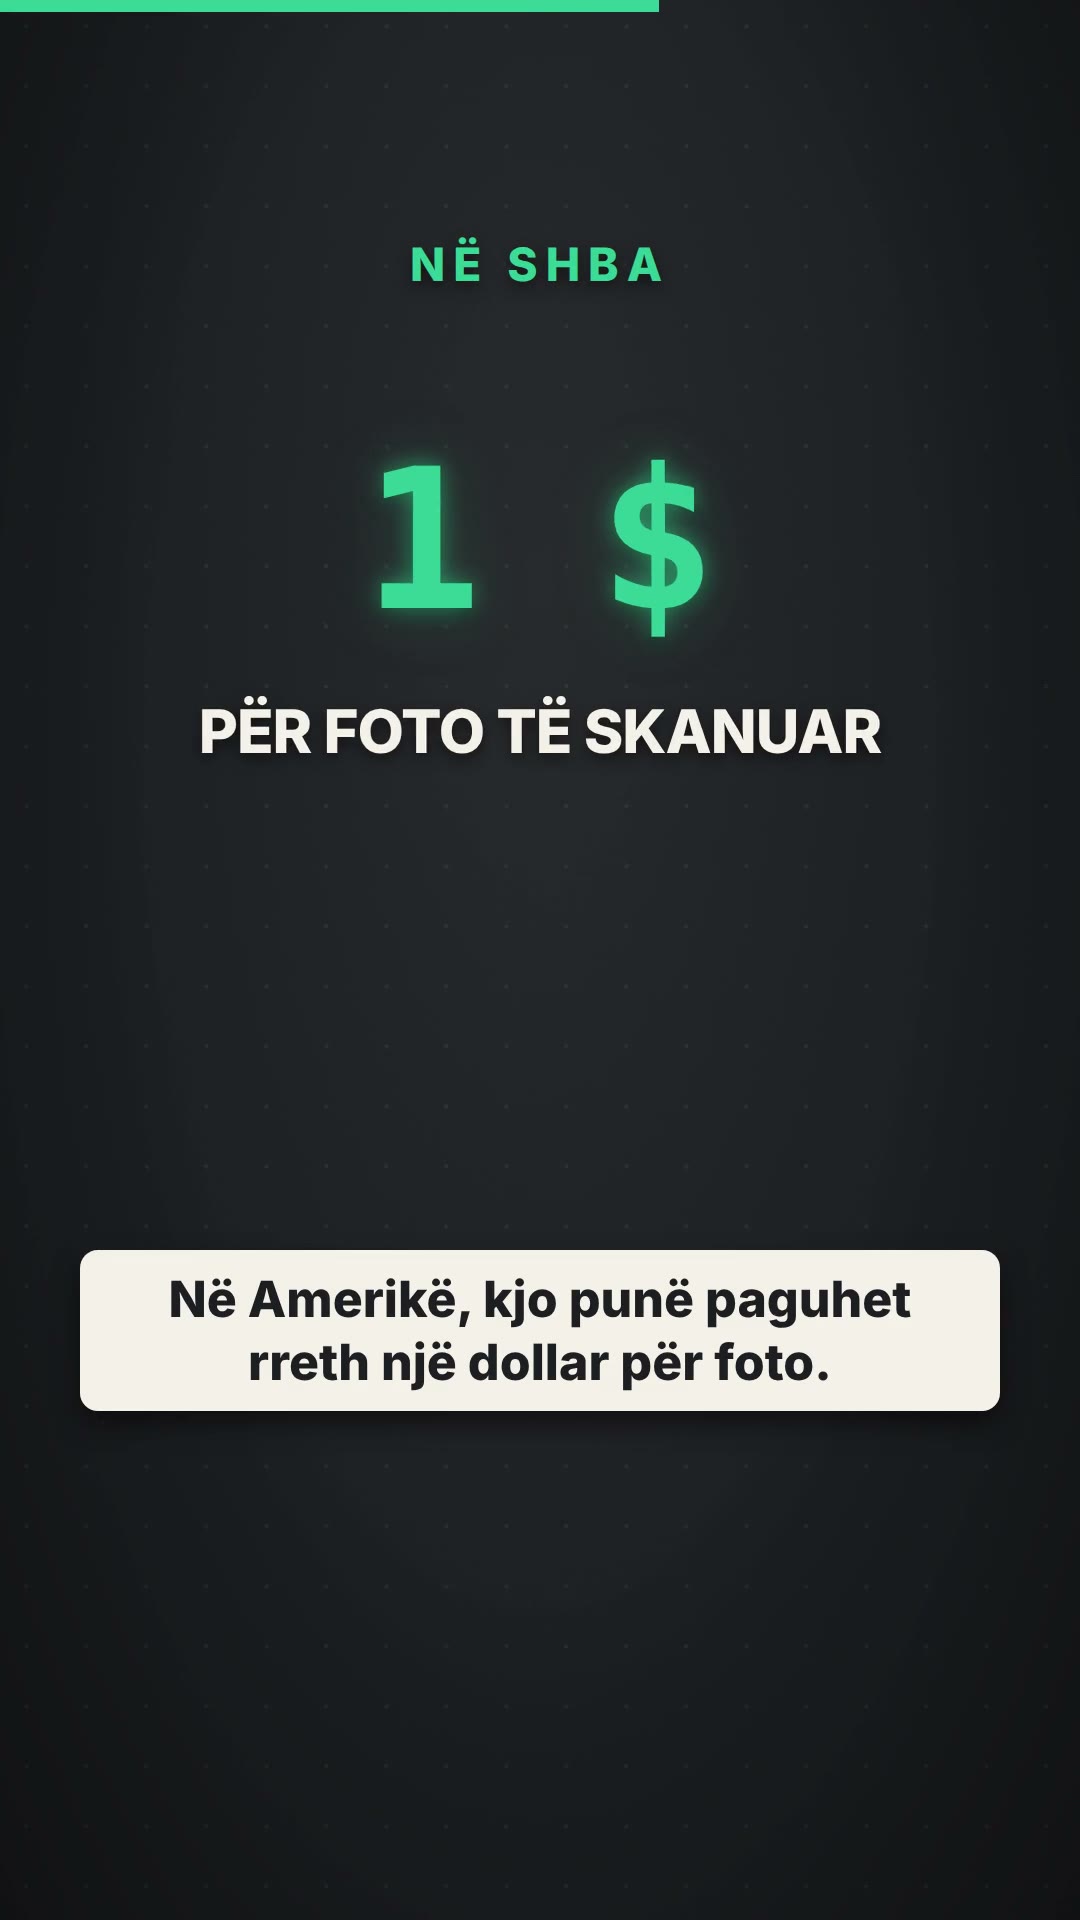 NË SHBA
1 $
PËR FOTO TË SKANUAR
Në Amerikë, kjo punë paguhet
rreth një dollar për foto.